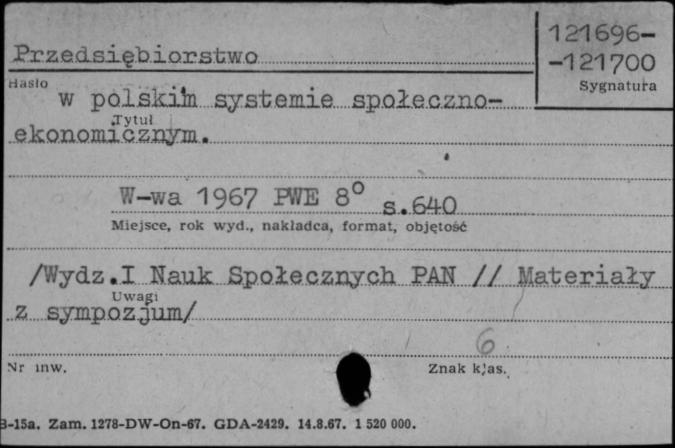 121696-
Przedsiębiorstwo
-121700
Hasło
Sygnatura
w polskim systemie społeczno-
Tytuł
ekonomicznym.
W-wa 1967 PWE 8° s.640
Miejsce, rok wyd., nakładca, format, objętość
/Wydz.I Nauk Społecznych PAN // Materiały
Uwagi
z sympozjum/
6
Nr inw.
Znak klas.
B-15a. Zam. 1278-DW-On-67. GDA-2429. 14.8.67. 1 520 000.